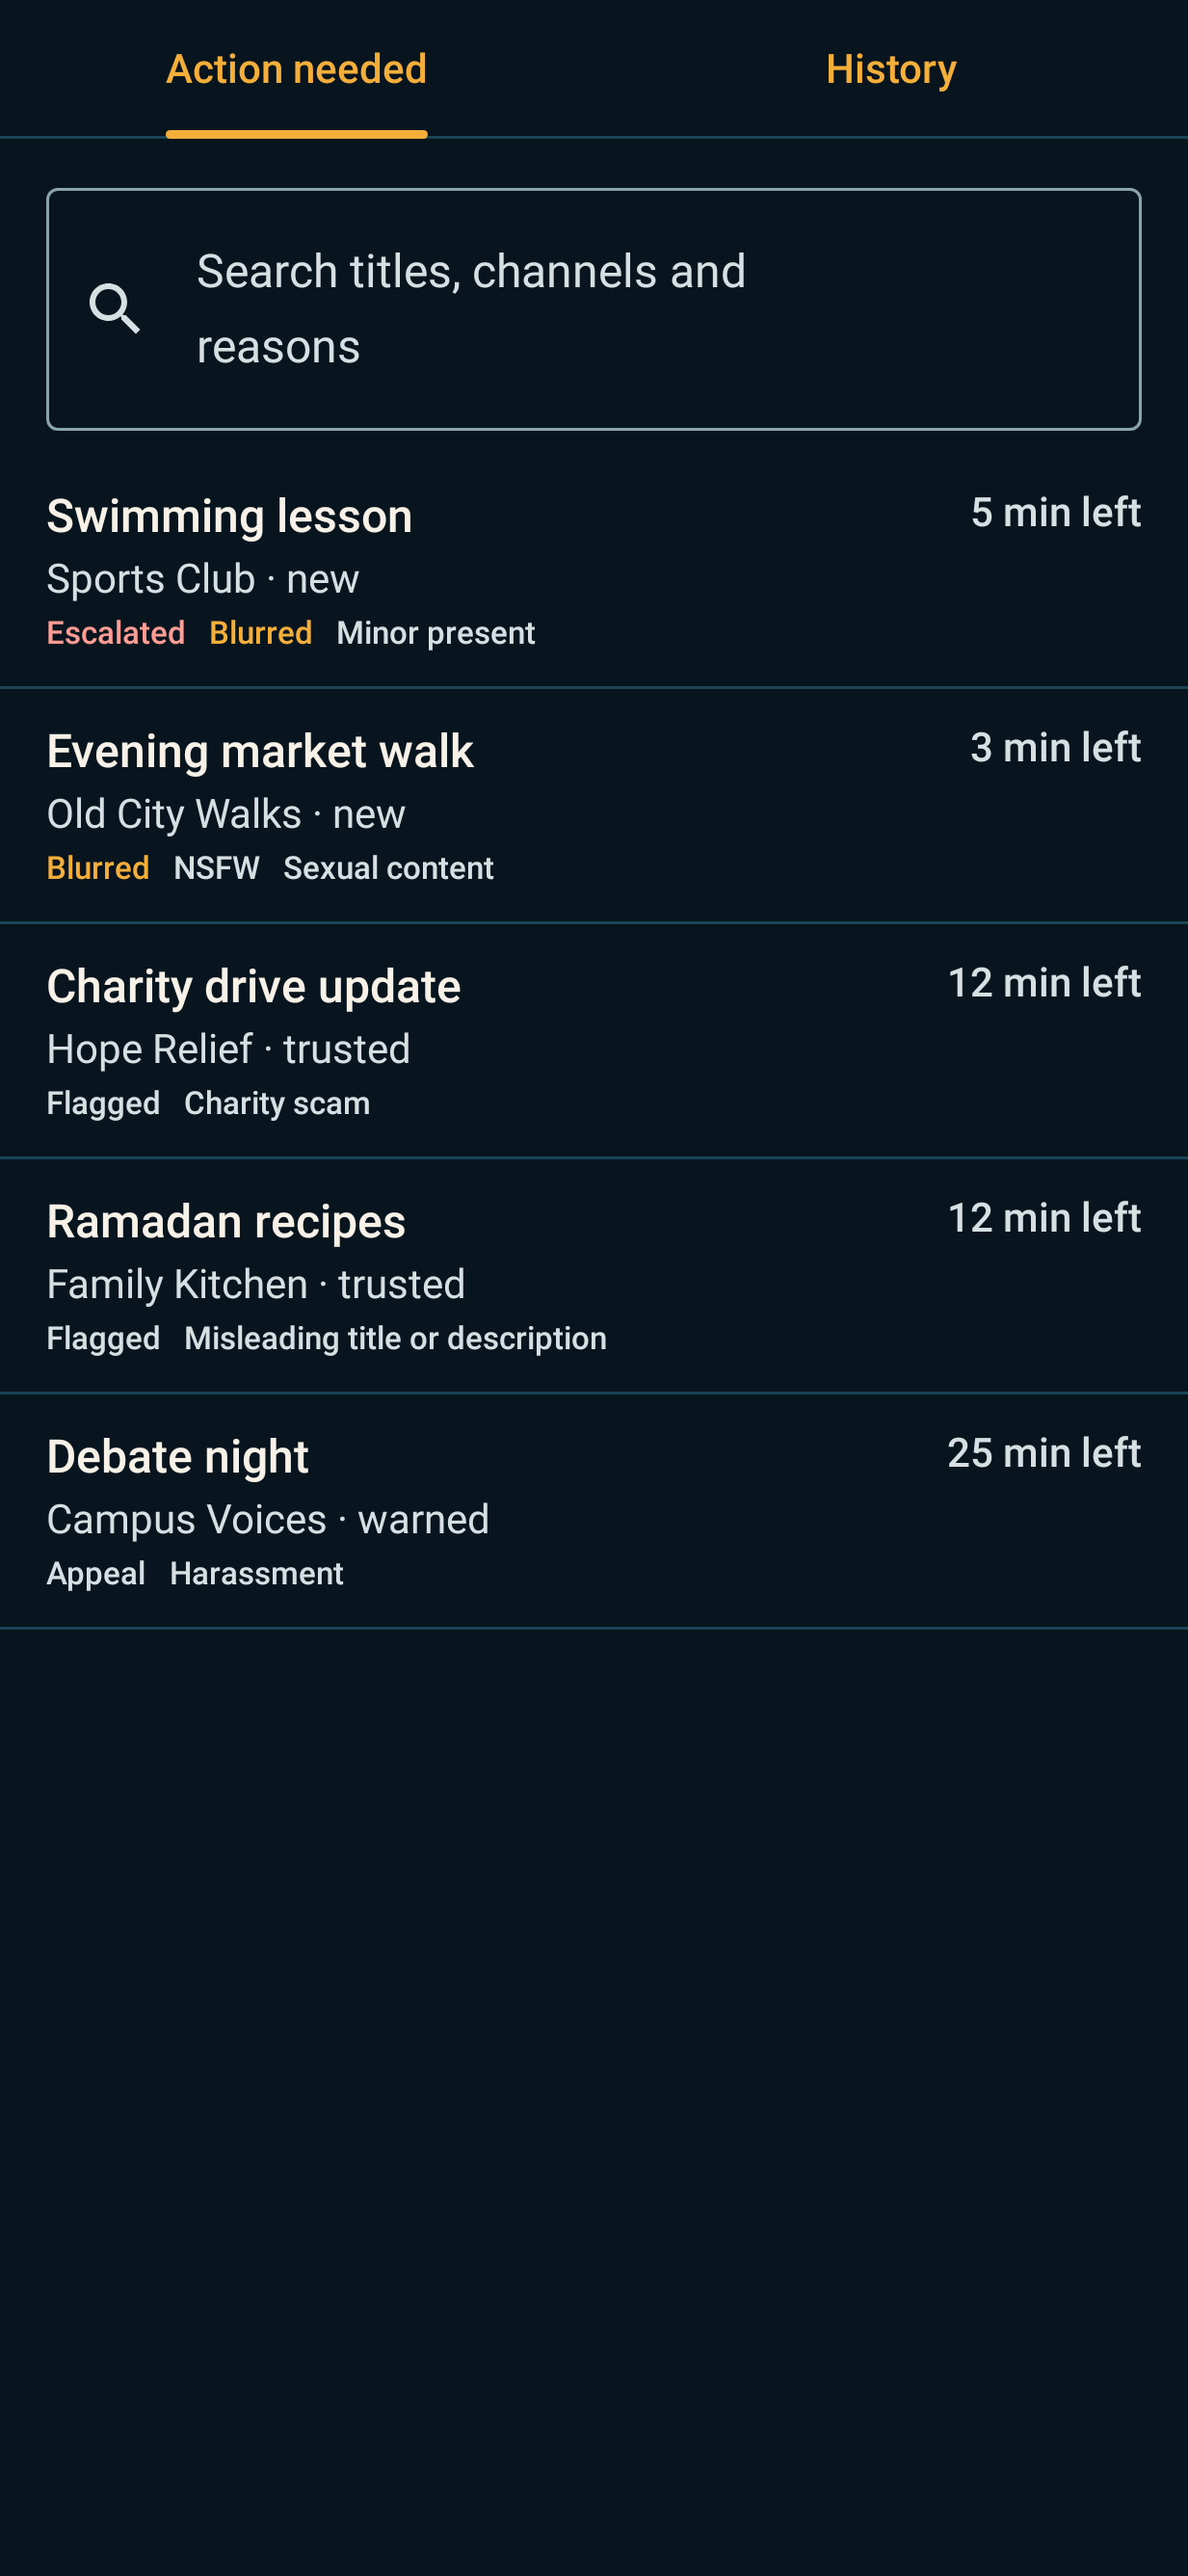 Action needed
History
Search titles, channels and
reasons
Swimming lesson
5 min left
Sports Club · new
Escalated Blurred Minor present
Evening market walk
3 min left
Old City Walks · new
Blurred NSFW Sexual content
Charity drive update
12 min left
Hope Relief · trusted
Flagged Charity scam
Ramadan recipes
12 min left
Family Kitchen · trusted
Flagged Misleading title or description
Debate night
25 min left
Campus Voices · warned
Appeal Harassment